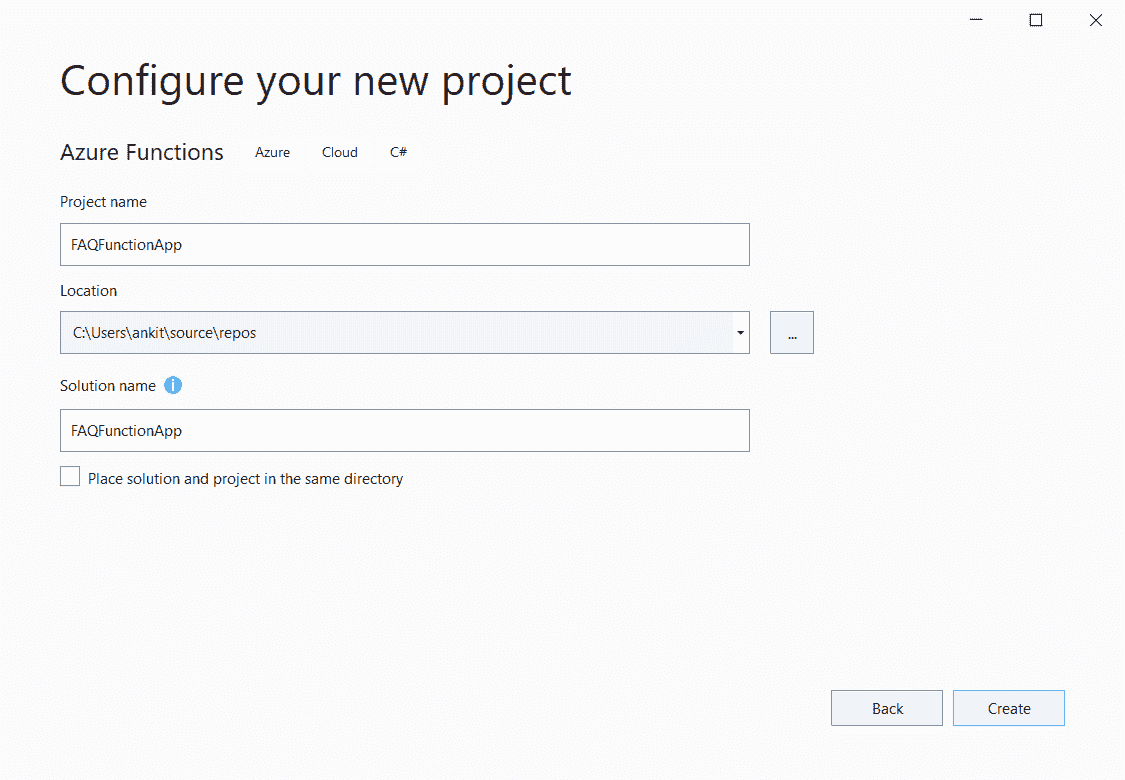 Configure your new project
Azure Functions Azure Cloud C#
Project name
FAQFunctionApp
Location
C:\Users\ankit\source\repos
...
Solution name
FAQFunctionApp
Place solution and project in the same directory
Back Create